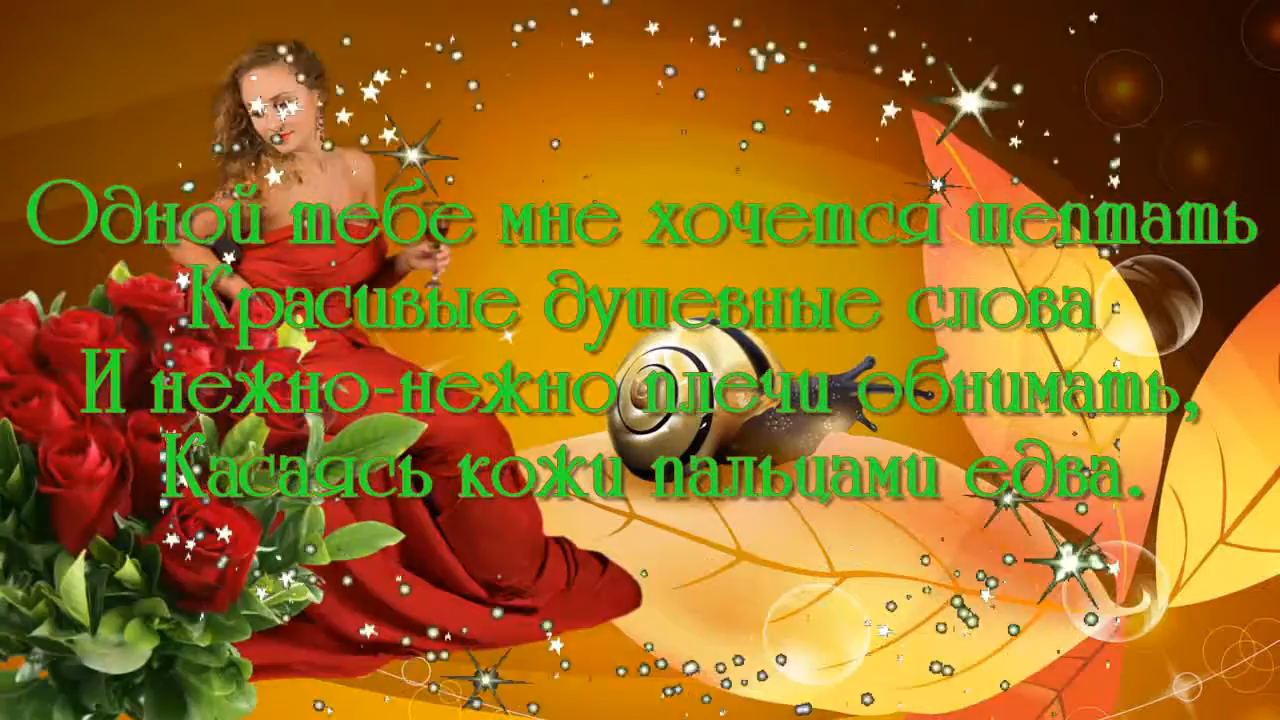 Одной тебе мне хочется шептать
Красивые душевные слова
И нежно-нежно плечи обнимать,
Касаясь кожи пальцами едва.